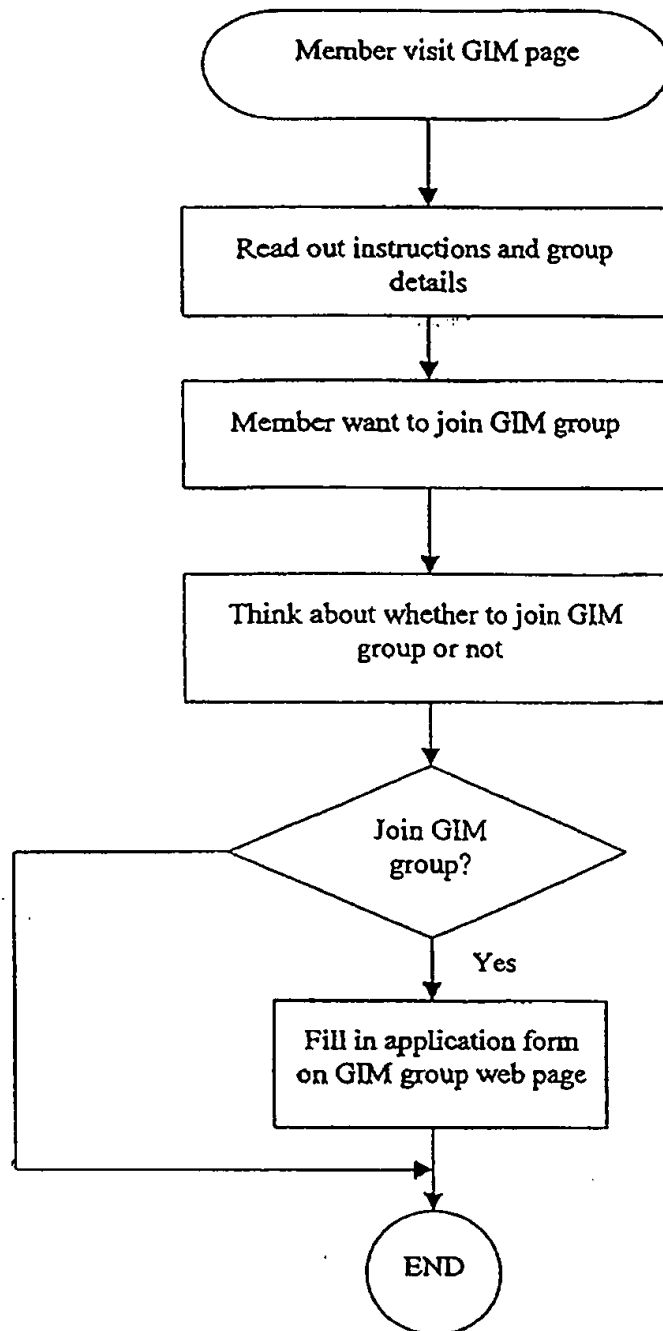 Member visit GIM page
Read out instructions and group
details
Member want to join GIM group
Think about whether to join GIM
group or not
Join GIM
group?
Yes
Fill in application form
on GIM group web page
END